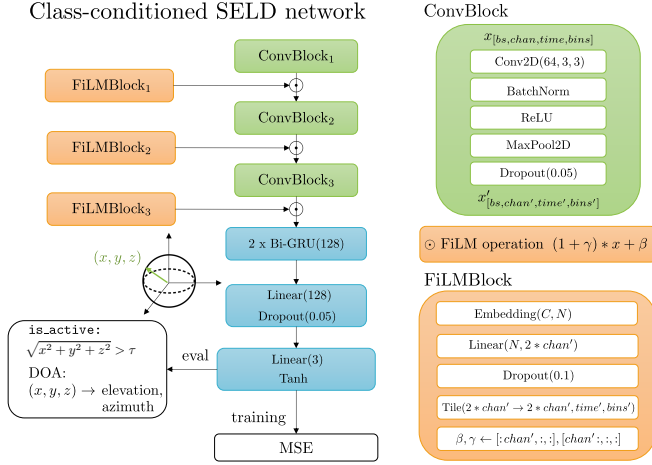 Class-conditioned SELD network
ConvBlock₁
FiLMBlock₁
⊙
ConvBlock₂
FiLMBlock₂
⊙
ConvBlock₃
FiLMBlock₃
⊙
2 x Bi-GRU(128)
(x, y, z)
Linear(128)
Dropout(0.05)
is_active:
√x² + y² + z² > τ
DOA:
(x, y, z) → elevation,
azimuth
eval
Linear(3)
Tanh
training
MSE
ConvBlock
x[bs,chan,time,bins]
Conv2D(64, 3, 3)
BatchNorm
ReLU
MaxPool2D
Dropout(0.05)
x′[bs,chan′,time′,bins′]
⊙ FiLM operation (1 + γ) * x + β
FiLMBlock
Embedding(C, N)
Linear(N, 2 * chan′)
Dropout(0.1)
Tile(2 * chan′ → 2 * chan′, time′, bins′)
β, γ ← [: chan′, :, :], [chan′ :, :, :]